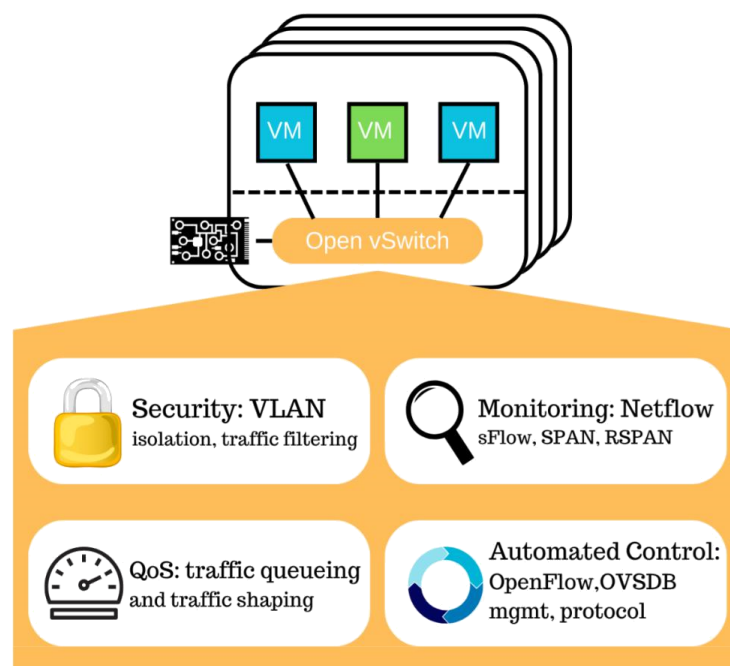 VM
VM
VM
Open vSwitch
Security: VLAN
isolation, traffic filtering
Monitoring: Netflow
sFlow, SPAN, RSPAN
QoS: traffic queueing
and traffic shaping
Automated Control:
OpenFlow,OVSDB
mgmt, protocol